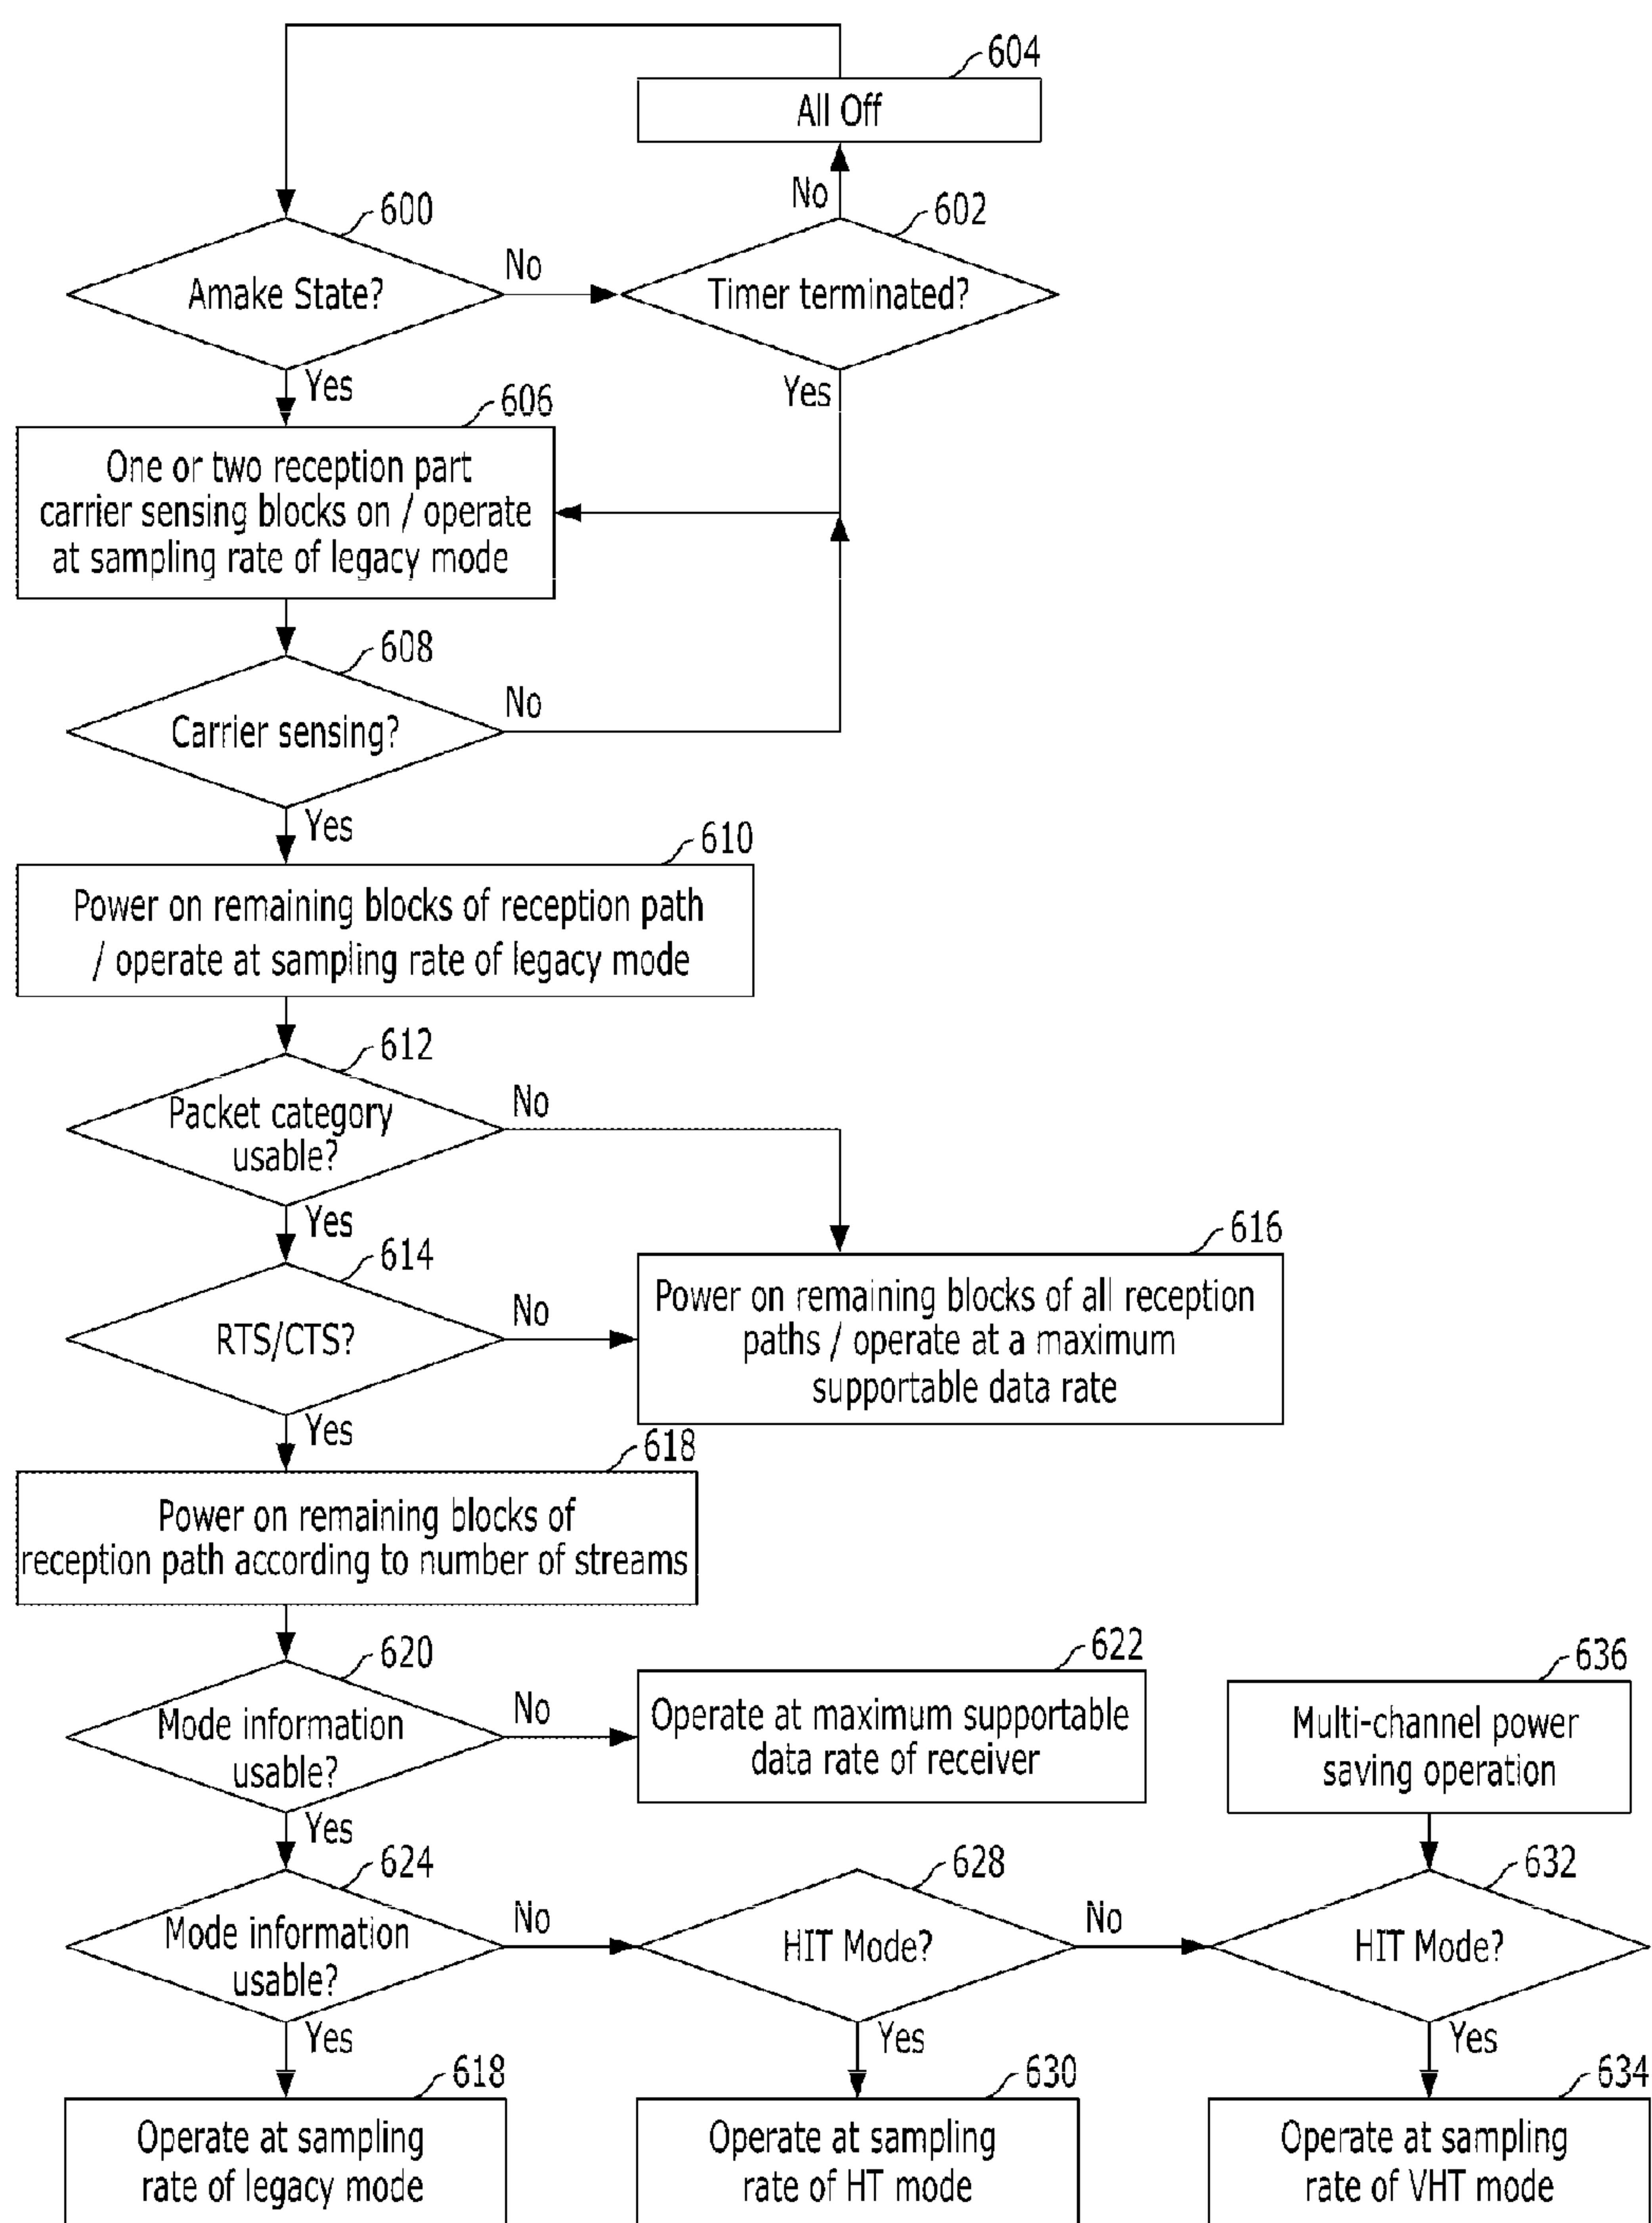 604
All Off
No
600
602
Amake State?
No
Timer terminated?
Yes
Yes
606
One or two reception part
carrier sensing blocks on / operate
at sampling rate of legacy mode
608
Carrier sensing?
No
Yes
610
Power on remaining blocks of reception path
/ operate at sampling rate of legacy mode
612
Packet category
usable?
No
Yes
614
616
RTS/CTS?
No
Power on remaining blocks of all reception
paths / operate at a maximum
supportable data rate
Yes
618
Power on remaining blocks of
reception path according to number of streams
620
622
636
Mode information
usable?
No
Operate at maximum supportable
data rate of receiver
Multi-channel power
saving operation
Yes
624
628
632
Mode information
usable?
No
HIT Mode?
No
HIT Mode?
Yes
Yes
Yes
618
630
634
Operate at sampling
rate of legacy mode
Operate at sampling
rate of HT mode
Operate at sampling
rate of VHT mode